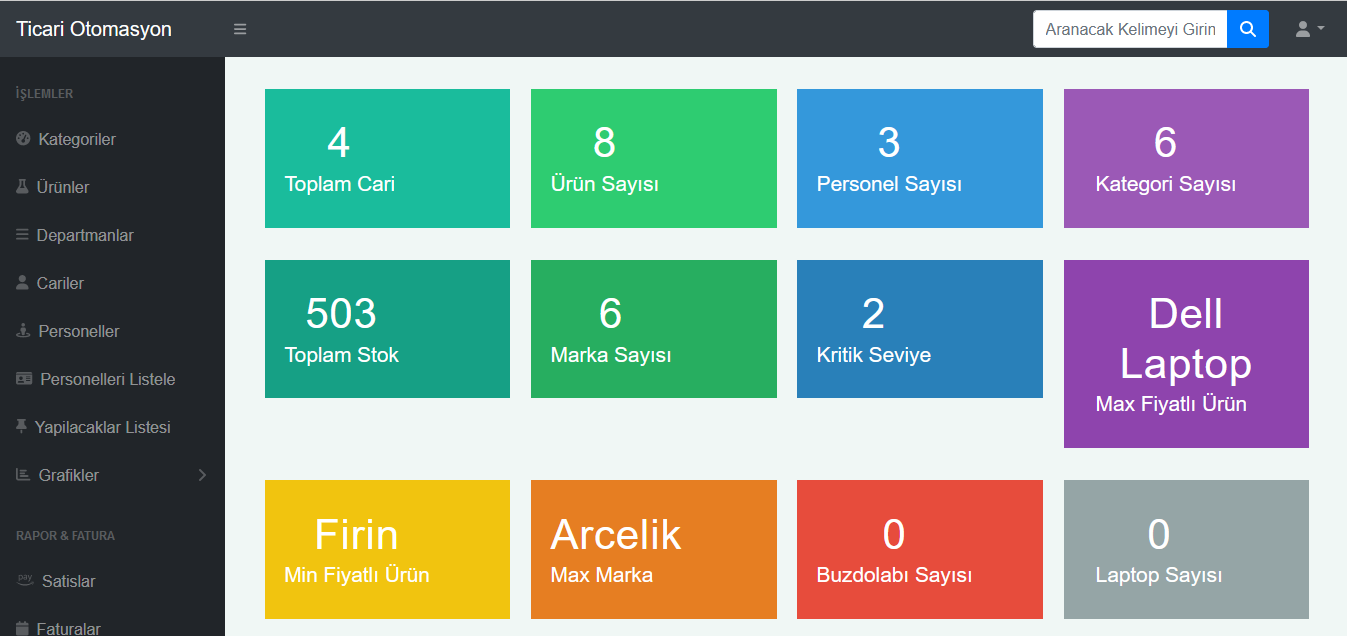 Ticari Otomasyon
Aranacak Kelimeyi Girin
İŞLEMLER
Kategoriler
Ürünler
Departmanlar
Cariler
Personeller
Personelleri Listele
Yapilacaklar Listesi
Grafikler
RAPOR & FATURA
pay
Satislar
Faturalar
4
Toplam Cari
8
Ürün Sayısı
3
Personel Sayısı
6
Kategori Sayısı
503
Toplam Stok
6
Marka Sayısı
2
Kritik Seviye
Dell
Laptop
Max Fiyatlı Ürün
Firin
Min Fiyatlı Ürün
Arcelik
Max Marka
0
Buzdolabı Sayısı
0
Laptop Sayısı